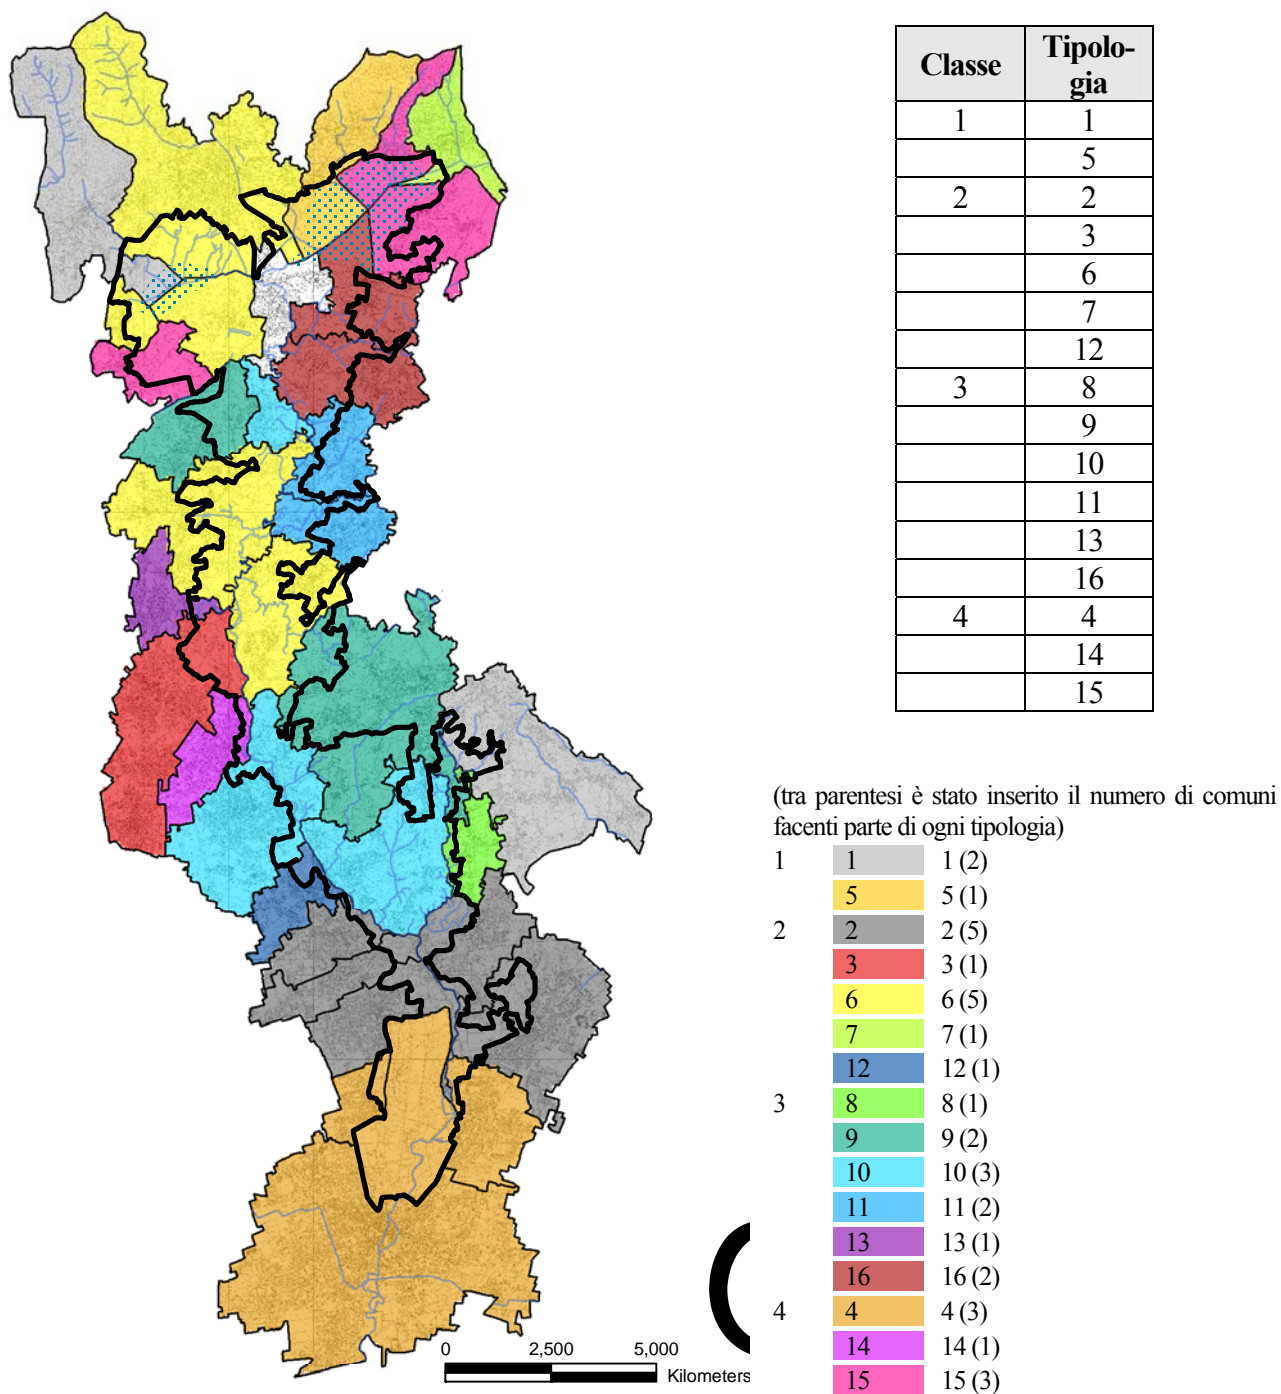 Classe Tipolo-
gia
1 1
5
2 2
3
6
7
12
3 8
9
10
11
13
16
4 4
14
15
(tra parentesi è stato inserito il numero di comuni
facenti parte di ogni tipologia)
1 1 1 (2)
5 5 (1)
2 2 2 (5)
3 3 (1)
6 6 (5)
7 7 (1)
12 12 (1)
3 8 8 (1)
9 9 (2)
10 10 (3)
11 11 (2)
13 13 (1)
16 16 (2)
4 4 4 (3)
14 14 (1)
15 15 (3)
0 2,500 5,000
Kilometers